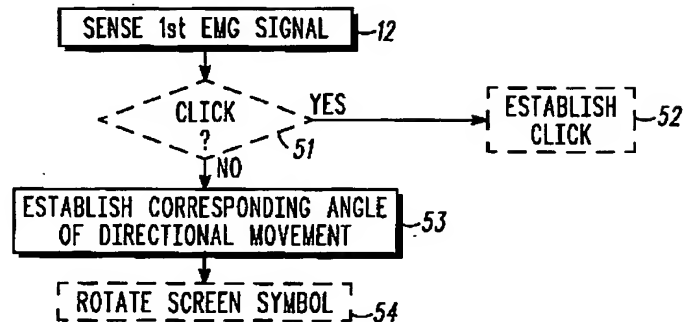 SENSE 1st EMG SIGNAL 12
CLICK
?
YES
51
ESTABLISH
CLICK
52
NO
ESTABLISH CORRESPONDING ANGLE
OF DIRECTIONAL MOVEMENT
53
ROTATE SCREEN SYMBOL
54